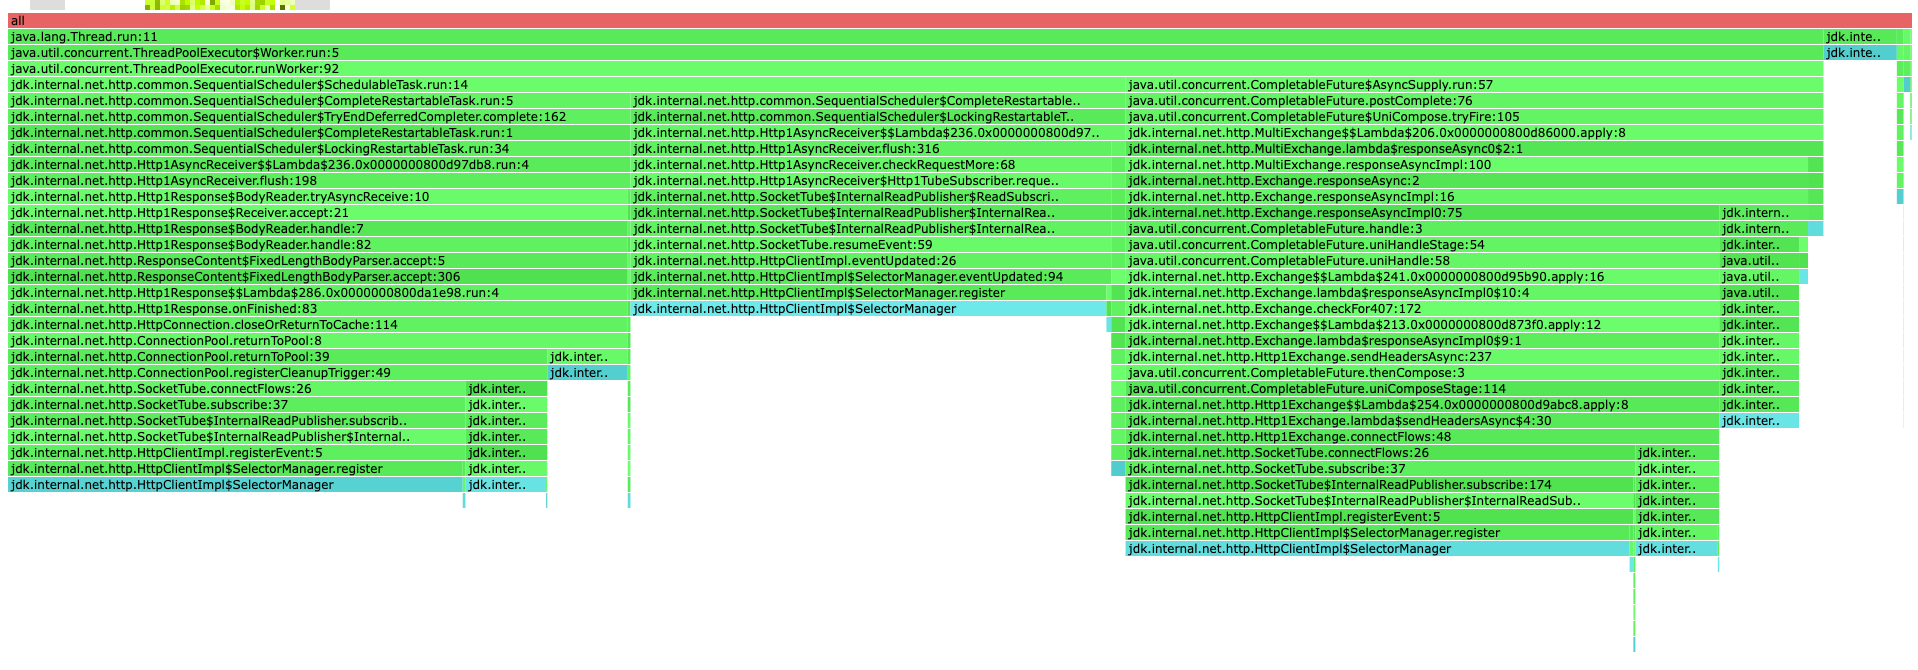 all
java.lang.Thread.run:11 jdk.inte..
java.util.concurrent.ThreadPoolExecutor$Worker.run:5 jdk.inte..
java.util.concurrent.ThreadPoolExecutor.runWorker:92
jdk.internal.net.http.common.SequentialScheduler$SchedulableTask.run:14 java.util.concurrent.CompletableFuture$AsyncSupply.run:57
jdk.internal.net.http.common.SequentialScheduler$CompleteRestartableTask.run:5 jdk.internal.net.http.common.SequentialScheduler$CompleteRestartable.. java.util.concurrent.CompletableFuture.postComplete:76
jdk.internal.net.http.common.SequentialScheduler$TryEndDeferredCompleter.complete:162 jdk.internal.net.http.common.SequentialScheduler$LockingRestartableT.. java.util.concurrent.CompletableFuture$UniCompose.tryFire:105
jdk.internal.net.http.common.SequentialScheduler$CompleteRestartableTask.run:1 jdk.internal.net.http.Http1AsyncReceiver$$Lambda$236.0x0000000800d97.. jdk.internal.net.http.MultiExchange$$Lambda$206.0x0000000800d86000.apply:8
jdk.internal.net.http.common.SequentialScheduler$LockingRestartableTask.run:34 jdk.internal.net.http.Http1AsyncReceiver.flush:316 jdk.internal.net.http.MultiExchange.lambda$responseAsync0$2:1
jdk.internal.net.http.Http1AsyncReceiver$$Lambda$236.0x0000000800d97db8.run:4 jdk.internal.net.http.Http1AsyncReceiver.checkRequestMore:68 jdk.internal.net.http.MultiExchange.responseAsyncImpl:100
jdk.internal.net.http.Http1AsyncReceiver.flush:198 jdk.internal.net.http.Http1AsyncReceiver$Http1TubeSubscriber.reque.. jdk.internal.net.http.Exchange.responseAsync:2
jdk.internal.net.http.Http1Response$BodyReader.tryAsyncReceive:10 jdk.internal.net.http.SocketTube$InternalReadPublisher$ReadSubscri.. jdk.internal.net.http.Exchange.responseAsyncImpl:16
jdk.internal.net.http.Http1Response$Receiver.accept:21 jdk.internal.net.http.SocketTube$InternalReadPublisher$InternalRea.. jdk.internal.net.http.Exchange.responseAsyncImpl0:75 jdk.intern..
jdk.internal.net.http.Http1Response$BodyReader.handle:7 jdk.internal.net.http.SocketTube$InternalReadPublisher$InternalRea.. java.util.concurrent.CompletableFuture.handle:3 jdk.intern..
jdk.internal.net.http.Http1Response$BodyReader.handle:82 jdk.internal.net.http.SocketTube.resumeEvent:59 java.util.concurrent.CompletableFuture.uniHandleStage:54 jdk.inter..
jdk.internal.net.http.ResponseContent$FixedLengthBodyParser.accept:5 jdk.internal.net.http.HttpClientImpl.eventUpdated:26 java.util.concurrent.CompletableFuture.uniHandle:58 java.util..
jdk.internal.net.http.ResponseContent$FixedLengthBodyParser.accept:306 jdk.internal.net.http.HttpClientImpl$SelectorManager.eventUpdated:94 jdk.internal.net.http.Exchange$$Lambda$241.0x0000000800d95b90.apply:16 java.util..
jdk.internal.net.http.Http1Response$$Lambda$286.0x0000000800da1e98.run:4 jdk.internal.net.http.HttpClientImpl$SelectorManager.register jdk.internal.net.http.Exchange.lambda$responseAsyncImpl0$10:4 java.util..
jdk.internal.net.http.Http1Response.onFinished:83 jdk.internal.net.http.HttpClientImpl$SelectorManager jdk.internal.net.http.Exchange.checkFor407:172 jdk.inter..
jdk.internal.net.http.HttpConnection.closeOrReturnToCache:114 jdk.internal.net.http.Exchange$$Lambda$213.0x0000000800d873f0.apply:12 jdk.inter..
jdk.internal.net.http.ConnectionPool.returnToPool:8 jdk.internal.net.http.Exchange.lambda$responseAsyncImpl0$9:1 jdk.inter..
jdk.internal.net.http.ConnectionPool.returnToPool:39 jdk.inter.. jdk.internal.net.http.Http1Exchange.sendHeadersAsync:237 jdk.inter..
jdk.internal.net.http.ConnectionPool.registerCleanupTrigger:49 jdk.inter.. java.util.concurrent.CompletableFuture.thenCompose:3 jdk.inter..
jdk.internal.net.http.SocketTube.connectFlows:26 jdk.inter.. java.util.concurrent.CompletableFuture.uniComposeStage:114 jdk.inter..
jdk.internal.net.http.SocketTube.subscribe:37 jdk.inter.. jdk.internal.net.http.Http1Exchange$$Lambda$254.0x0000000800d9abc8.apply:8 jdk.inter..
jdk.internal.net.http.SocketTube$InternalReadPublisher.subscrib.. jdk.inter.. jdk.internal.net.http.Http1Exchange.lambda$sendHeadersAsync$4:30 jdk.inter..
jdk.internal.net.http.SocketTube$InternalReadPublisher$Internal.. jdk.inter.. jdk.internal.net.http.Http1Exchange.connectFlows:48
jdk.internal.net.http.HttpClientImpl.registerEvent:5 jdk.inter.. jdk.internal.net.http.SocketTube.connectFlows:26 jdk.inter..
jdk.internal.net.http.HttpClientImpl$SelectorManager.register jdk.inter.. jdk.internal.net.http.SocketTube.subscribe:37 jdk.inter..
jdk.internal.net.http.HttpClientImpl$SelectorManager jdk.inter.. jdk.internal.net.http.SocketTube$InternalReadPublisher.subscribe:174 jdk.inter..
jdk.internal.net.http.SocketTube$InternalReadPublisher$InternalReadSub.. jdk.inter..
jdk.internal.net.http.HttpClientImpl.registerEvent:5 jdk.inter..
jdk.internal.net.http.HttpClientImpl$SelectorManager.register jdk.inter..
jdk.internal.net.http.HttpClientImpl$SelectorManager jdk.inter..